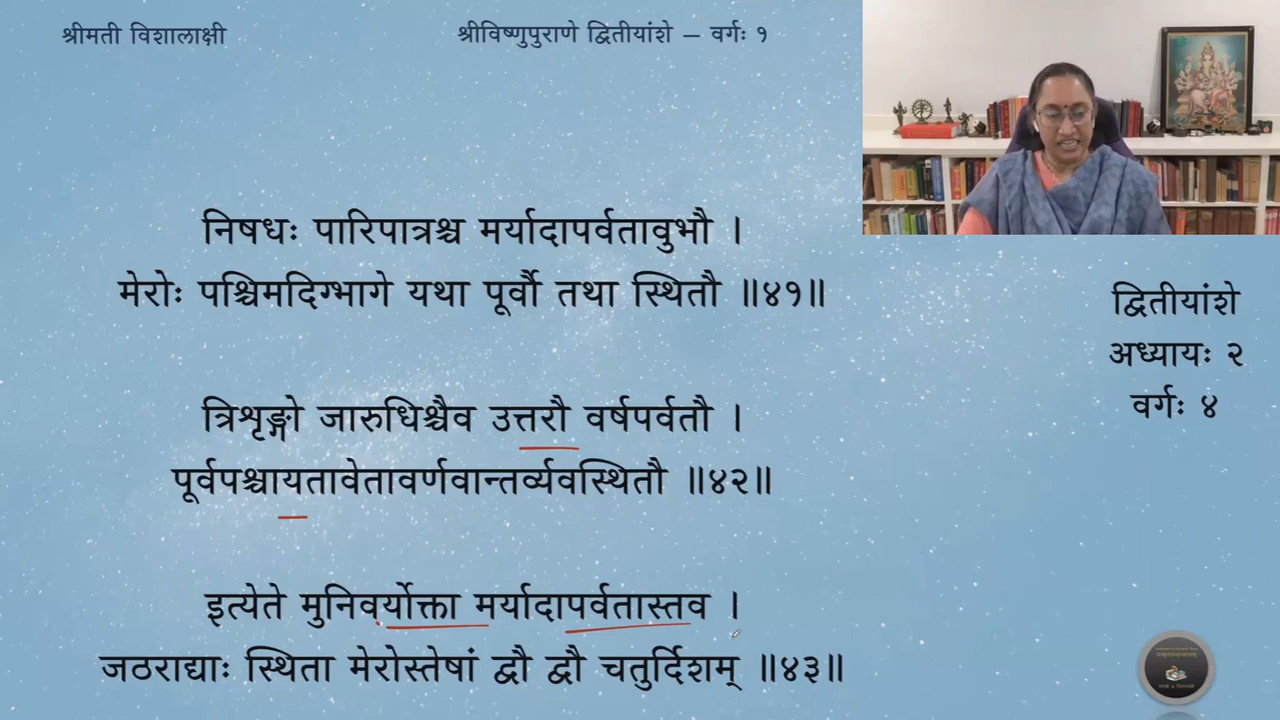 श्रीमती विशालाक्षी
श्रीविष्णुपुराणे द्वितीयांशे – वर्गः १
निषधः पारिपात्रश्च मर्यादापर्वतावुभौ ।
मेरोः पश्चिमदिग्भागे यथा पूर्वौ तथा स्थितौ ॥४१॥
त्रिशृङ्गो जारुधिश्चैव उत्तरौ वर्षपर्वतौ ।
पूर्वपश्चायतावेतावर्णवान्तर्व्यवस्थितौ ॥४२॥
इत्येते मुनिवर्योक्ता मर्यादापर्वतास्तव ।
जठराद्याः स्थिता मेरोस्तेषां द्वौ द्वौ चतुर्दिशम् ॥४३॥
द्वितीयांशे
अध्यायः २
वर्गः ४